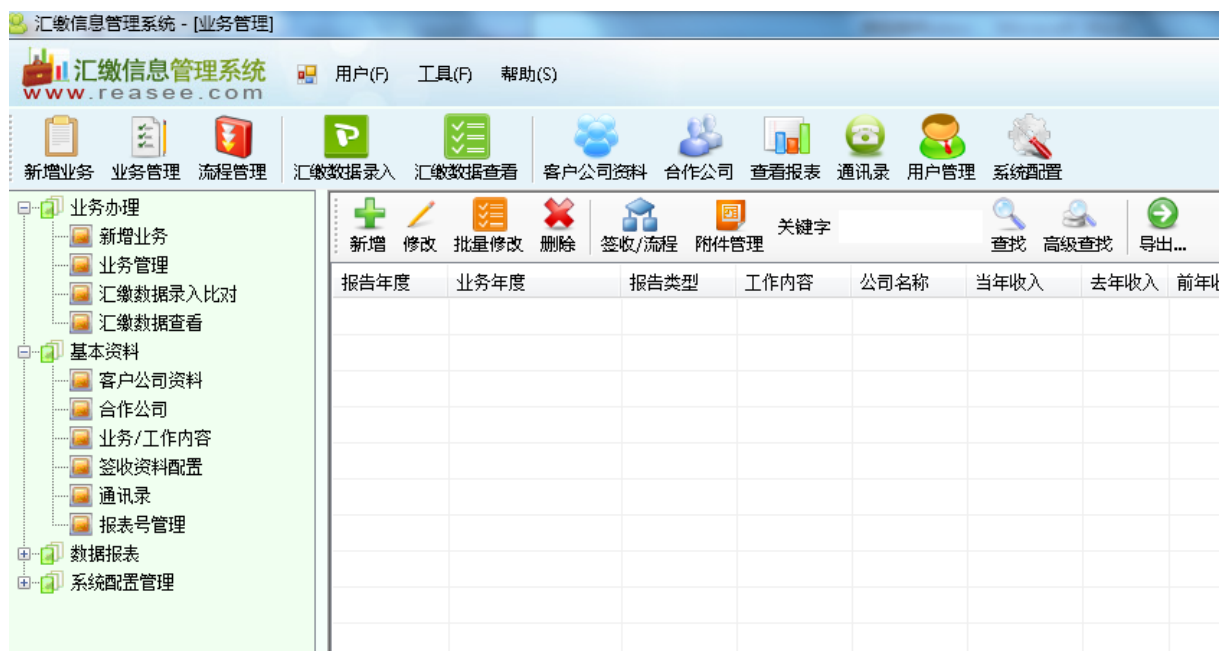 汇缴信息管理系统 - [业务管理]
汇缴信息管理系统 用户(F) 工具(F) 帮助(S)
www.reasee.com
新增业务 业务管理 流程管理 汇缴数据录入 汇缴数据查看 客户公司资料 合作公司 查看报表 通讯录 用户管理 系统配置
业务办理
新增业务
业务管理
汇缴数据录入比对
汇缴数据查看
基本资料
客户公司资料
合作公司
业务/工作内容
签收资料配置
通讯录
报表号管理
数据报表
系统配置管理
新增 修改 批量修改 删除 签收/流程 附件管理 关键字 查找 高级查找 导出...
报告年度 业务年度 报告类型 工作内容 公司名称 当年收入 去年收入 前年